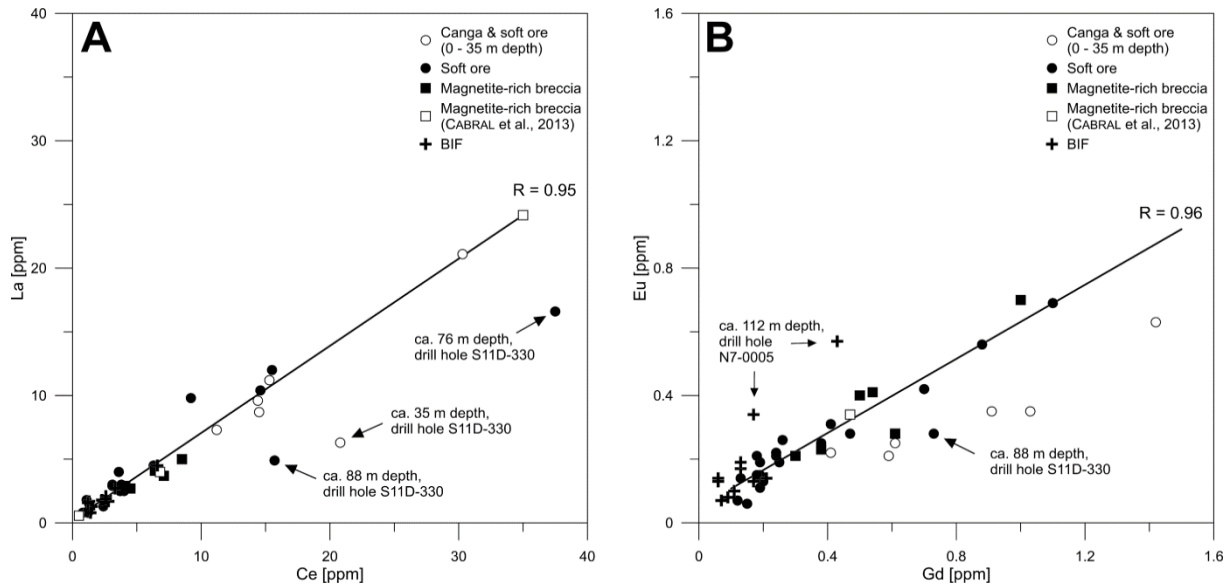 A
40
30
20
10
0
La [ppm]
0
10
20
30
40
Ce [ppm]
Canga & soft ore
(0 - 35 m depth)
Soft ore
Magnetite-rich breccia
Magnetite-rich breccia
(CABRAL et al., 2013)
BIF
R = 0.95
ca. 76 m depth,
drill hole S11D-330
ca. 35 m depth,
drill hole S11D-330
ca. 88 m depth,
drill hole S11D-330
B
1.6
1.2
0.8
0.4
0
Eu [ppm]
0
0.4
0.8
1.2
1.6
Gd [ppm]
Canga & soft ore
(0 - 35 m depth)
Soft ore
Magnetite-rich breccia
Magnetite-rich breccia
(CABRAL et al., 2013)
BIF
R = 0.96
ca. 112 m depth,
drill hole
N7-0005
ca. 88 m depth,
drill hole S11D-330